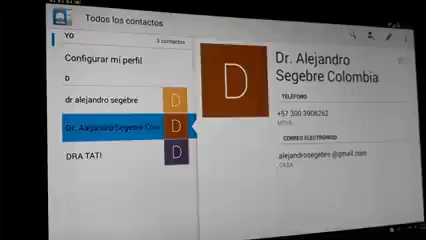 Todos los contactos
YO
3 contactos
Configurar mi perfil
D
dr alejandro segebre
D
Dr. Alejandro Segebre Colo
D
DRA TATI
D
D
Dr. Alejandro
Segebre Colombia
TELÉFONO
+57 300 3906262
MÓVIL
CORREO ELECTRÓNICO
alejandrosegebre@gmail.com
CASA